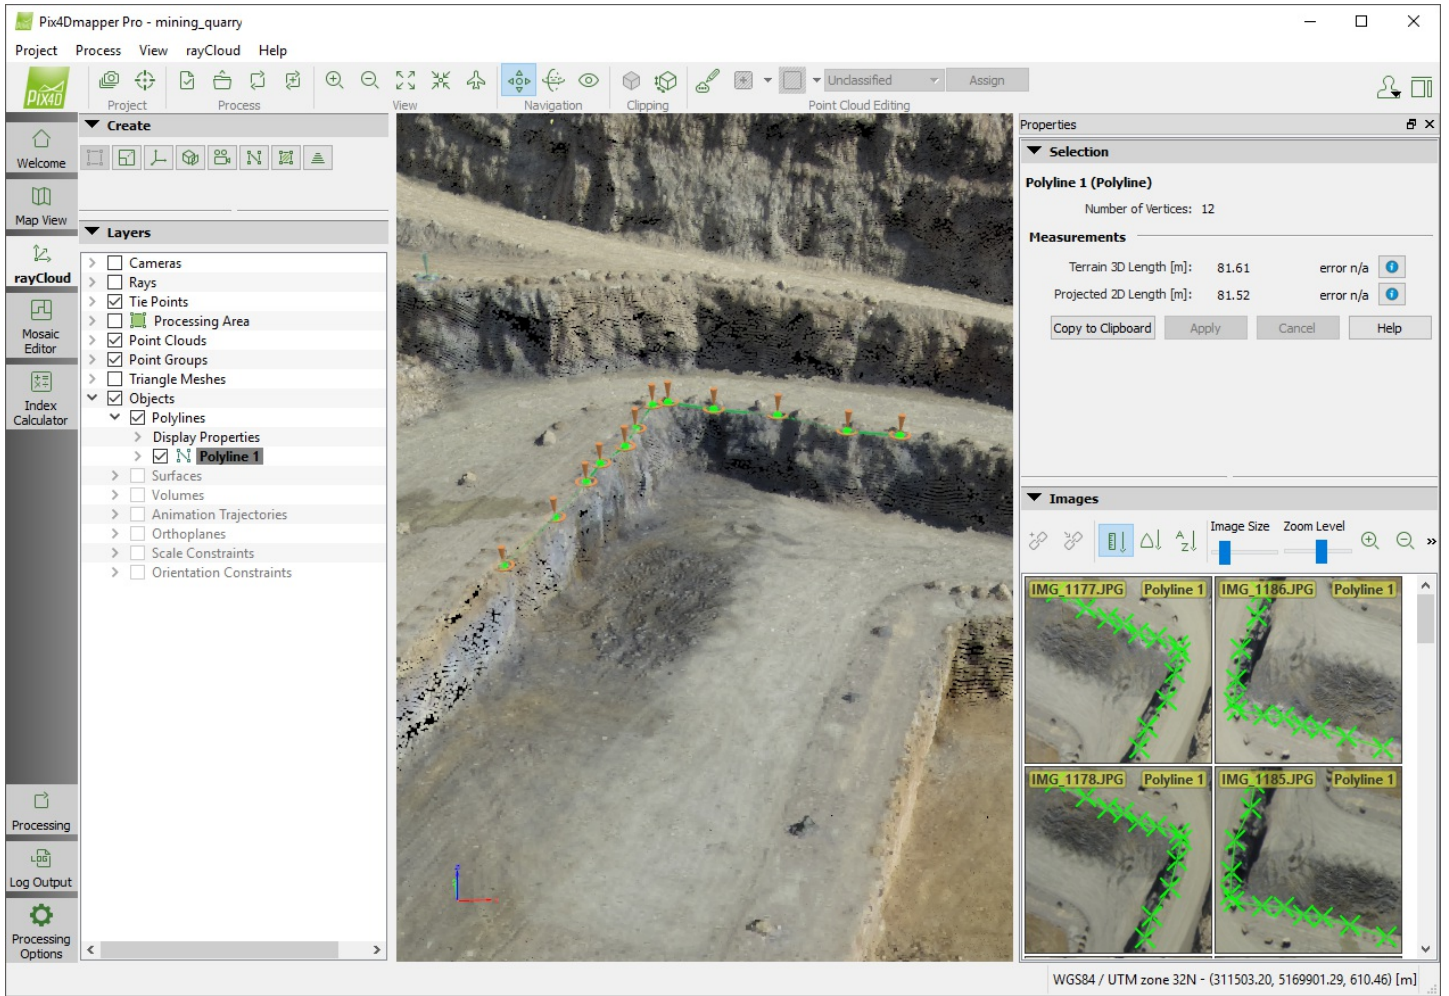 Pix4Dmapper Pro - mining_quarry
Project Process View rayCloud Help
PIX4D
Unclassified Assign
Project Process View Navigation Clipping Point Cloud Editing
Welcome
Map View
rayCloud
Mosaic
Editor
Index
Calculator
Processing
LOG
Log Output
Processing
Options
Create
Layers
Cameras
Rays
Tie Points
Processing Area
Point Clouds
Point Groups
Triangle Meshes
Objects
Polylines
Display Properties
Polyline 1
Surfaces
Volumes
Animation Trajectories
Orthoplanes
Scale Constraints
Orientation Constraints
Properties
Selection
Polyline 1 (Polyline)
Number of Vertices: 12
Measurements
Terrain 3D Length [m]: 81.61 error n/a
Projected 2D Length [m]: 81.52 error n/a
Copy to Clipboard Apply Cancel Help
Images
A
Z
Image Size Zoom Level
»
IMG_1177.JPG Polyline 1 IMG_1186.JPG Polyline 1
IMG_1178.JPG Polyline 1 IMG_1185.JPG Polyline 1
WGS84 / UTM zone 32N - (311503.20, 5169901.29, 610.46) [m]